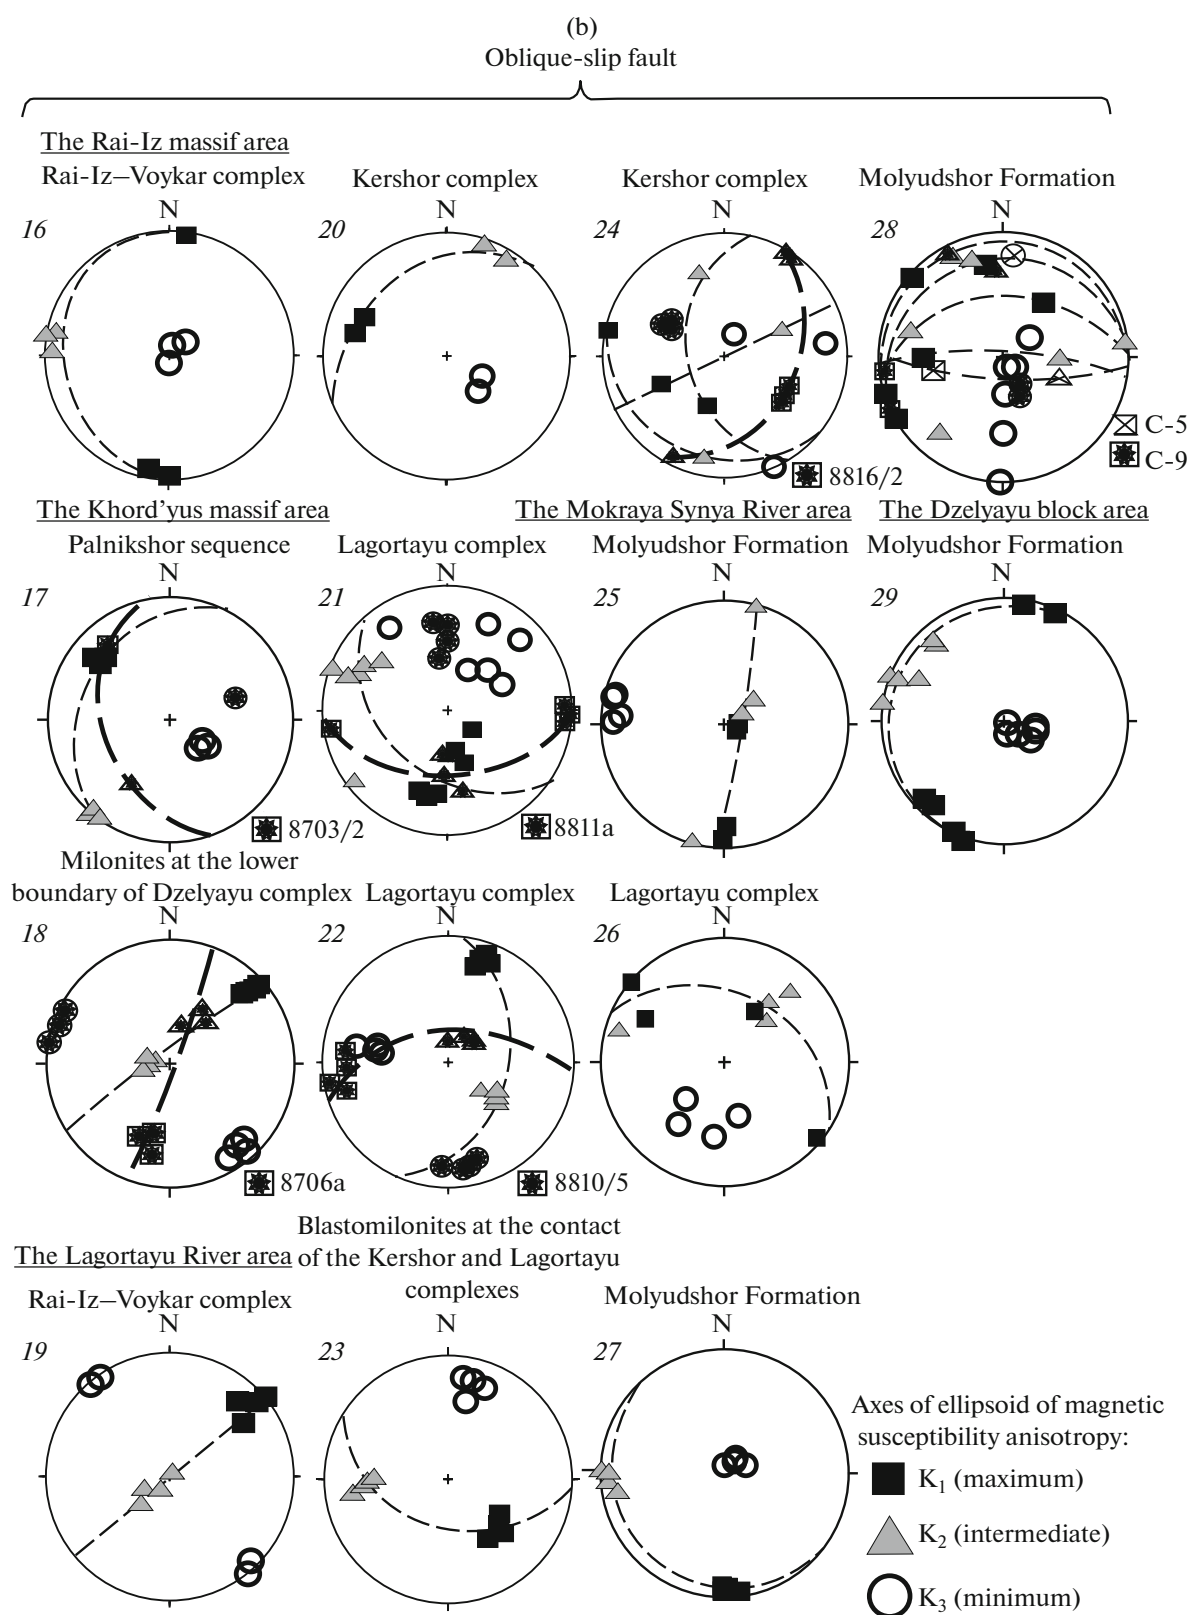 (b)
Oblique-slip fault
The Rai-Iz massif area
Rai-Iz–Voykar complex
Kershor complex
Kershor complex
Molyudshor Formation
16 N
20 N
24 N
28 N
C-5
C-9
8816/2
The Khord’yus massif area
The Mokraya Synya River area
The Dzelyayu block area
Palnikshor sequence
Lagortayu complex
Molyudshor Formation
Molyudshor Formation
17 N
21 N
25 N
29 N
8703/2
8811a
Milonites at the lower
boundary of Dzelyayu complex
Lagortayu complex
Lagortayu complex
18 N
22 N
26 N
8706a
8810/5
The Lagortayu River area
Blastomilonites at the contact
of the Kershor and Lagortayu
complexes
Rai-Iz–Voykar complex
Molyudshor Formation
19 N
23 N
27 N
Axes of ellipsoid of magnetic
susceptibility anisotropy:
K1 (maximum)
K2 (intermediate)
K3 (minimum)